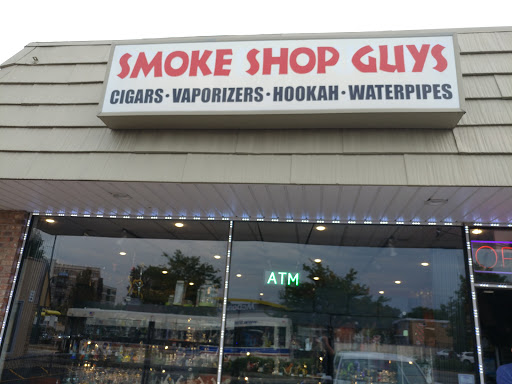 SMOKE SHOP GUYS
CIGARS · VAPORIZERS · HOOKAH · WATERPIPES
ATM